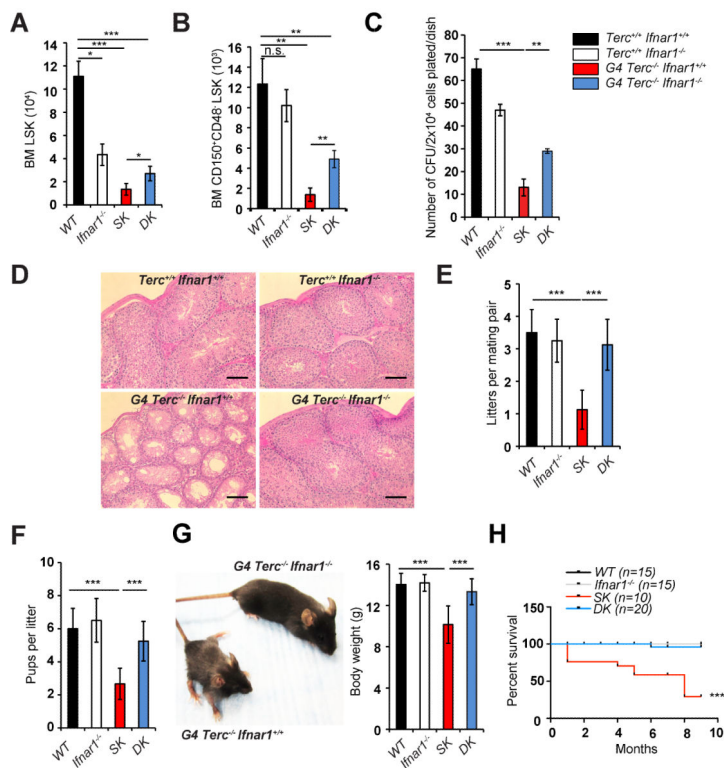 A
BM LSK (10⁴)
12
10
8
6
4
2
0
***
***
*
*
WT
Ifnar1-/-
SK
DK
B
BM CD150⁺CD48⁻LSK (10³)
16
14
12
10
8
6
4
2
0
**
**
n.s.
**
WT
Ifnar1-/-
SK
DK
C
Number of CFU/2x10⁴ cells plated/dish
80
70
60
50
40
30
20
10
0
***
**
WT
Ifnar1-/-
SK
DK
Terc+/+ Ifnar1+/+
Terc+/+ Ifnar1-/-
G4 Terc-/- Ifnar1+/+
G4 Terc-/- Ifnar1-/-
D
Terc+/+ Ifnar1+/+
Terc+/+ Ifnar1-/-
G4 Terc-/- Ifnar1+/+
G4 Terc-/- Ifnar1-/-
E
Litters per mating pair
5
4
3
2
1
0
***
***
WT
Ifnar1-/-
SK
DK
F
Pups per litter
10
8
6
4
2
0
***
***
WT
Ifnar1-/-
SK
DK
G
G4 Terc-/- Ifnar1-/-
G4 Terc-/- Ifnar1+/+
Body weight (g)
16
12
8
4
0
***
***
WT
Ifnar1-/-
SK
DK
H
WT (n=15)
Ifnar1-/- (n=15)
SK (n=10)
DK (n=20)
Percent survival
150
100
50
0
***
0 2 4 6 8 10
Months